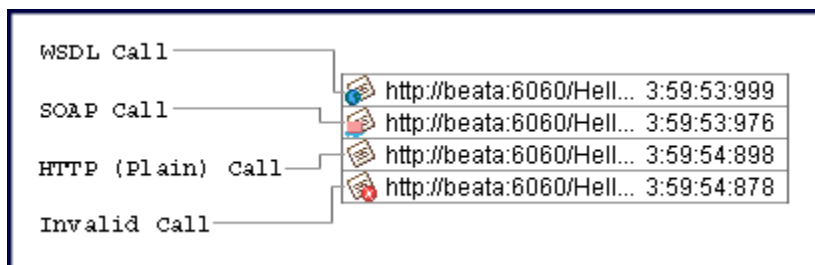 WSDL Call
http://beata:6060/Hell... 3:59:53:999
SOAP Call
http://beata:6060/Hell... 3:59:53:976
HTTP (Plain) Call
http://beata:6060/Hell... 3:59:54:898
Invalid Call
http://beata:6060/Hell... 3:59:54:878